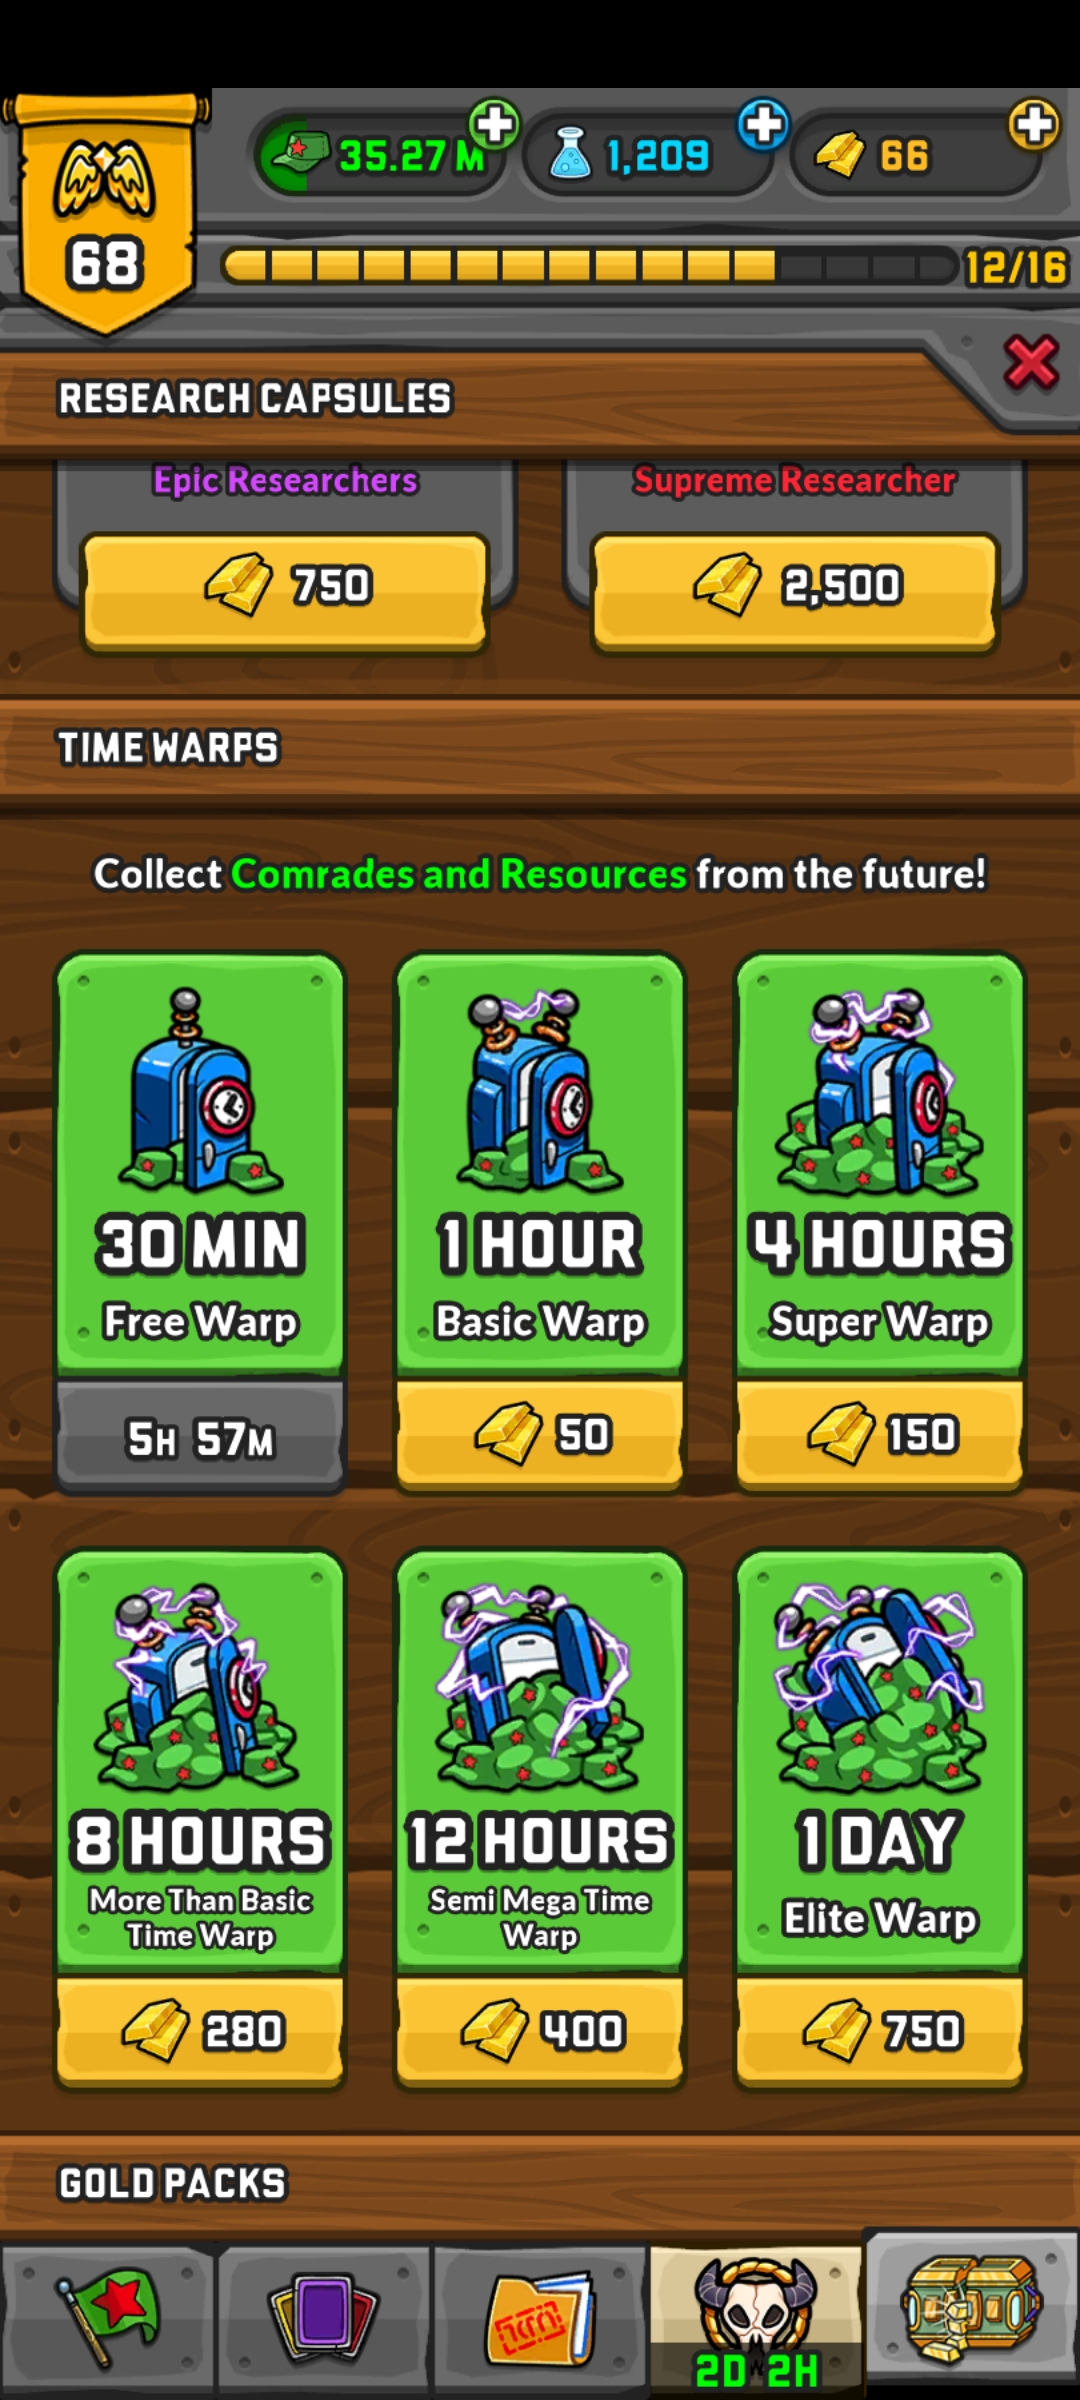 35.27 M
1,209
66
68
12/16
RESEARCH CAPSULES
Epic Researchers
Supreme Researcher
750
2,500
TIME WARPS
Collect Comrades and Resources from the future!
30 MIN
Free Warp
5H 57M
1 HOUR
Basic Warp
50
4 HOURS
Super Warp
150
8 HOURS
More Than Basic
Time Warp
280
12 HOURS
Semi Mega Time
Warp
400
1 DAY
Elite Warp
750
GOLD PACKS
2D 2H